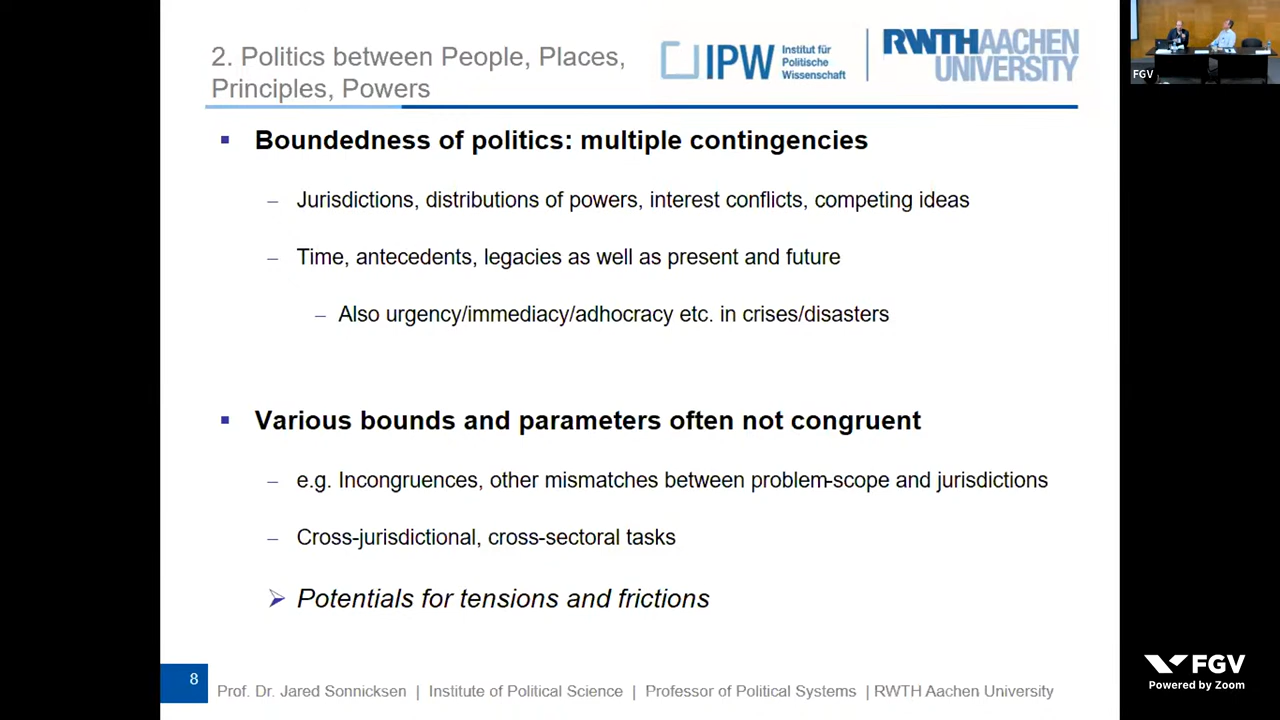 2. Politics between People, Places,
Principles, Powers
IPW
Institut für
Politische
Wissenschaft
RWTHAACHEN
UNIVERSITY
FGV
▪ Boundedness of politics: multiple contingencies
– Jurisdictions, distributions of powers, interest conflicts, competing ideas
– Time, antecedents, legacies as well as present and future
– Also urgency/immediacy/adhocracy etc. in crises/disasters
▪ Various bounds and parameters often not congruent
– e.g. Incongruences, other mismatches between problem-scope and jurisdictions
– Cross-jurisdictional, cross-sectoral tasks
➢ Potentials for tensions and frictions
8
Prof. Dr. Jared Sonnicksen | Institute of Political Science | Professor of Political Systems | RWTH Aachen University
FGV
Powered by Zoom